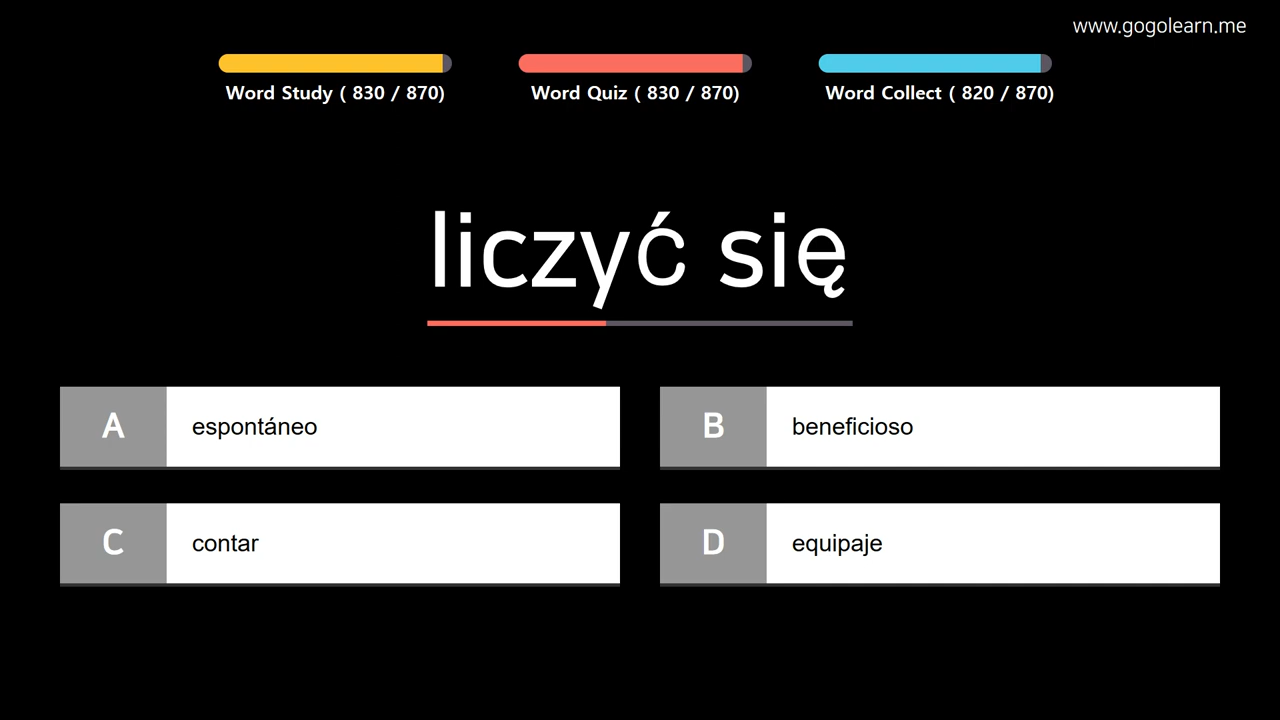 www.gogolearn.me
Word Study ( 830 / 870)
Word Quiz ( 830 / 870)
Word Collect ( 820 / 870)
liczyć się
A espontáneo
B beneficioso
C contar
D equipaje